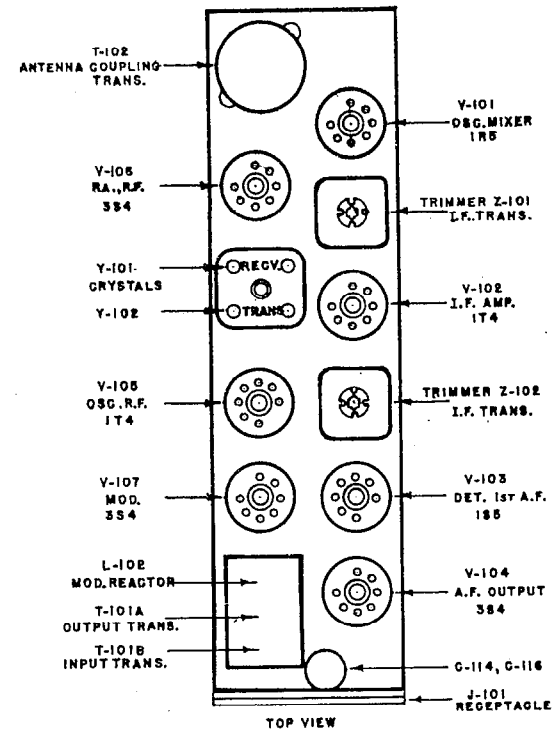 T-102
ANTENNA COUPLING
TRANS.
V-101
OSC. MIXER
1R5
V-106
RA., R.F.
3S4
TRIMMER Z-101
I.F. TRANS.
Y-101
CRYSTALS
Y-102
RECV.
TRANS
V-102
I.F. AMP.
1T4
V-105
OSC. R.F.
1T4
TRIMMER Z-102
I.F. TRANS.
V-107
MOD.
3S4
V-103
DET. 1ST A.F.
1S5
L-102
MOD. REACTOR
T-101A
OUTPUT TRANS.
T-101B
INPUT TRANS.
V-104
A.F. OUTPUT
3S4
C-114, C-116
J-101
RECEPTACLE
TOP VIEW